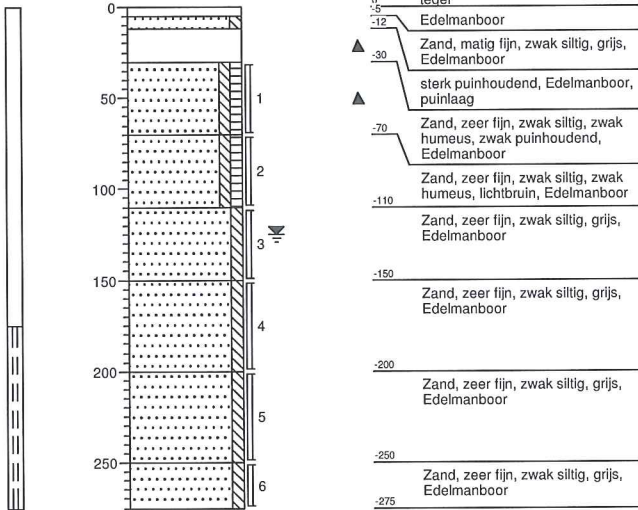 0
50
100
150
200
250
1
2
3
4
5
6
tegel
-5
Edelmanboor
-12
Zand, matig fijn, zwak siltig, grijs,
Edelmanboor
-30
sterk puinhoudend, Edelmanboor,
puinlaag
Zand, zeer fijn, zwak siltig, zwak
-70
humeus, zwak puinhoudend,
Edelmanboor
Zand, zeer fijn, zwak siltig, zwak
humeus, lichtbruin, Edelmanboor
-110
Zand, zeer fijn, zwak siltig, grijs,
Edelmanboor
-150
Zand, zeer fijn, zwak siltig, grijs,
Edelmanboor
-200
Zand, zeer fijn, zwak siltig, grijs,
Edelmanboor
-250
Zand, zeer fijn, zwak siltig, grijs,
Edelmanboor
-275